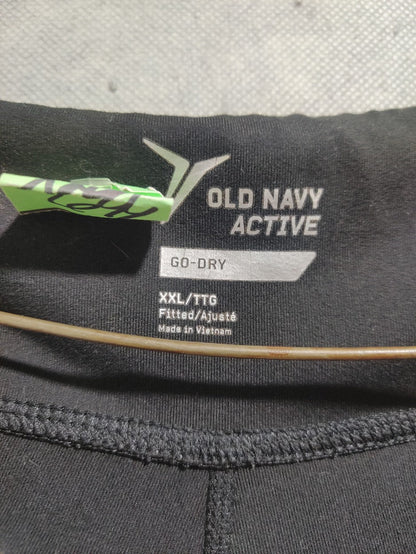 OLD NAVY
ACTIVE
GO-DRY
XXL/TTG
Fitted/Ajusté
Made in Vietnam